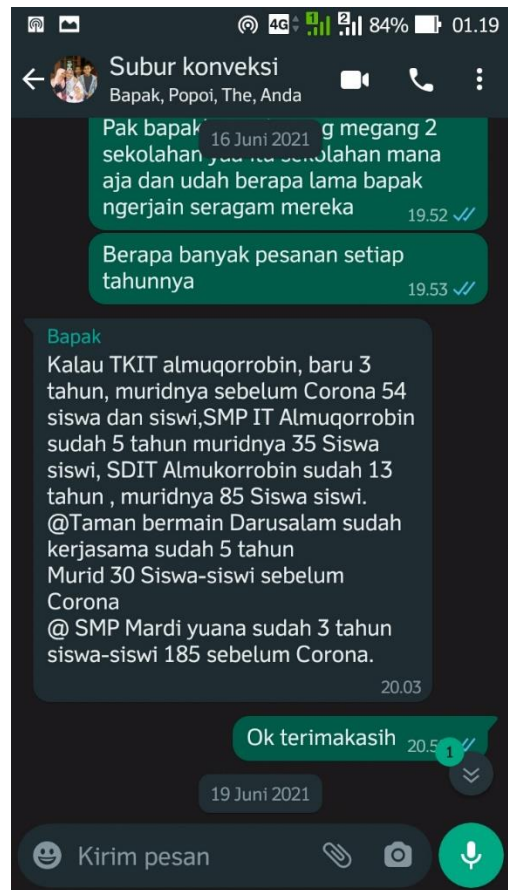 4G 1 2 84% 01.19
Subur konveksi
Bapak, Popoi, The, Anda
Pak bapak g megang 2
16 Juni 2021
sekolahan itu sekolahan mana
aja dan udah berapa lama bapak
ngerjain seragam mereka 19.52
Berapa banyak pesanan setiap
tahunnya 19.53
Bapak
Kalau TKIT almuqorrobin, baru 3
tahun, muridnya sebelum Corona 54
siswa dan siswi,SMP IT Almuqorrobin
sudah 5 tahun muridnya 35 Siswa
siswi, SDIT Almukorrobin sudah 13
tahun , muridnya 85 Siswa siswi.
@Taman bermain Darusalam sudah
kerjasama sudah 5 tahun
Murid 30 Siswa-siswi sebelum
Corona
@ SMP Mardi yuana sudah 3 tahun
siswa-siswi 185 sebelum Corona.
20.03
Ok terimakasih
1
19 Juni 2021
Kirim pesan